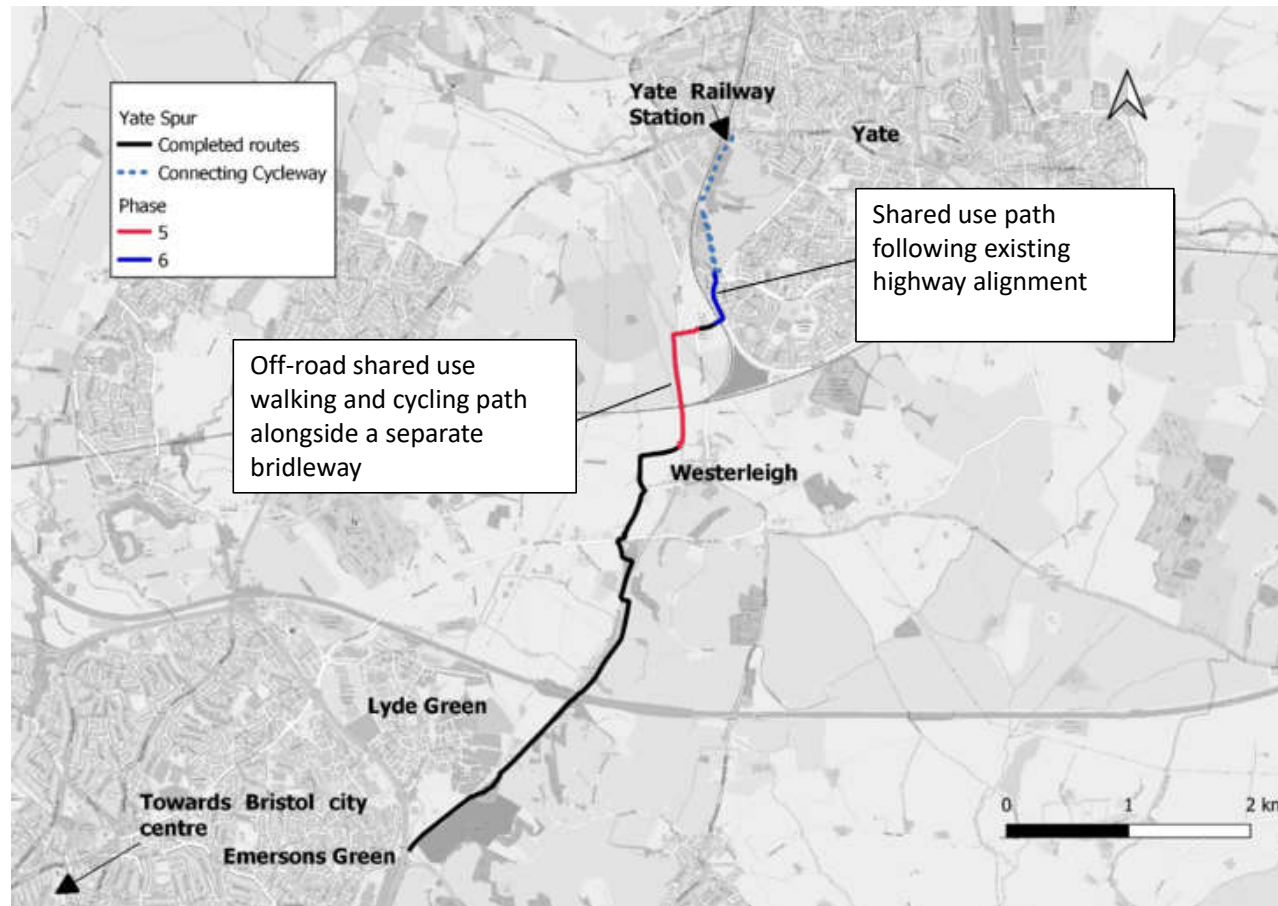 Yate Spur
Completed routes
Connecting Cycleway
Phase
5
6
Yate Railway
Station
Yate
Shared use path
following existing
highway alignment
Off-road shared use
walking and cycling path
alongside a separate
bridleway
Westerleigh
Lyde Green
Towards Bristol city
centre
Emersons Green
0 1 2 km